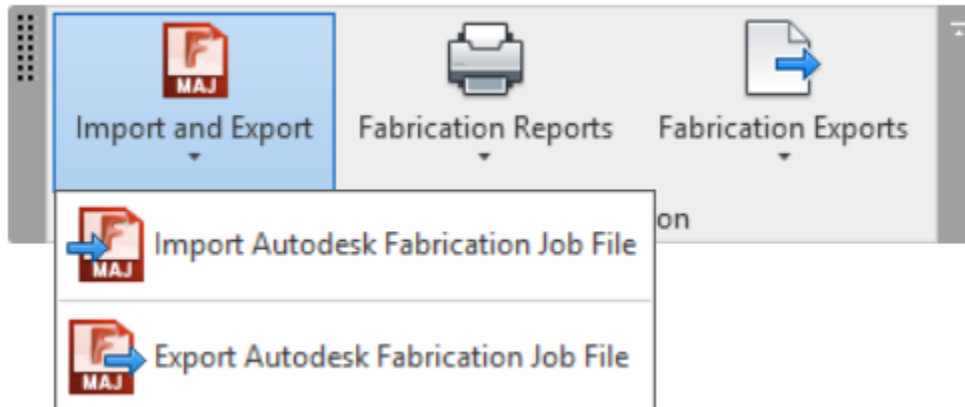 MAJ
Import and Export
Fabrication Reports
Fabrication Exports
on
MAJ
Import Autodesk Fabrication Job File
MAJ
Export Autodesk Fabrication Job File